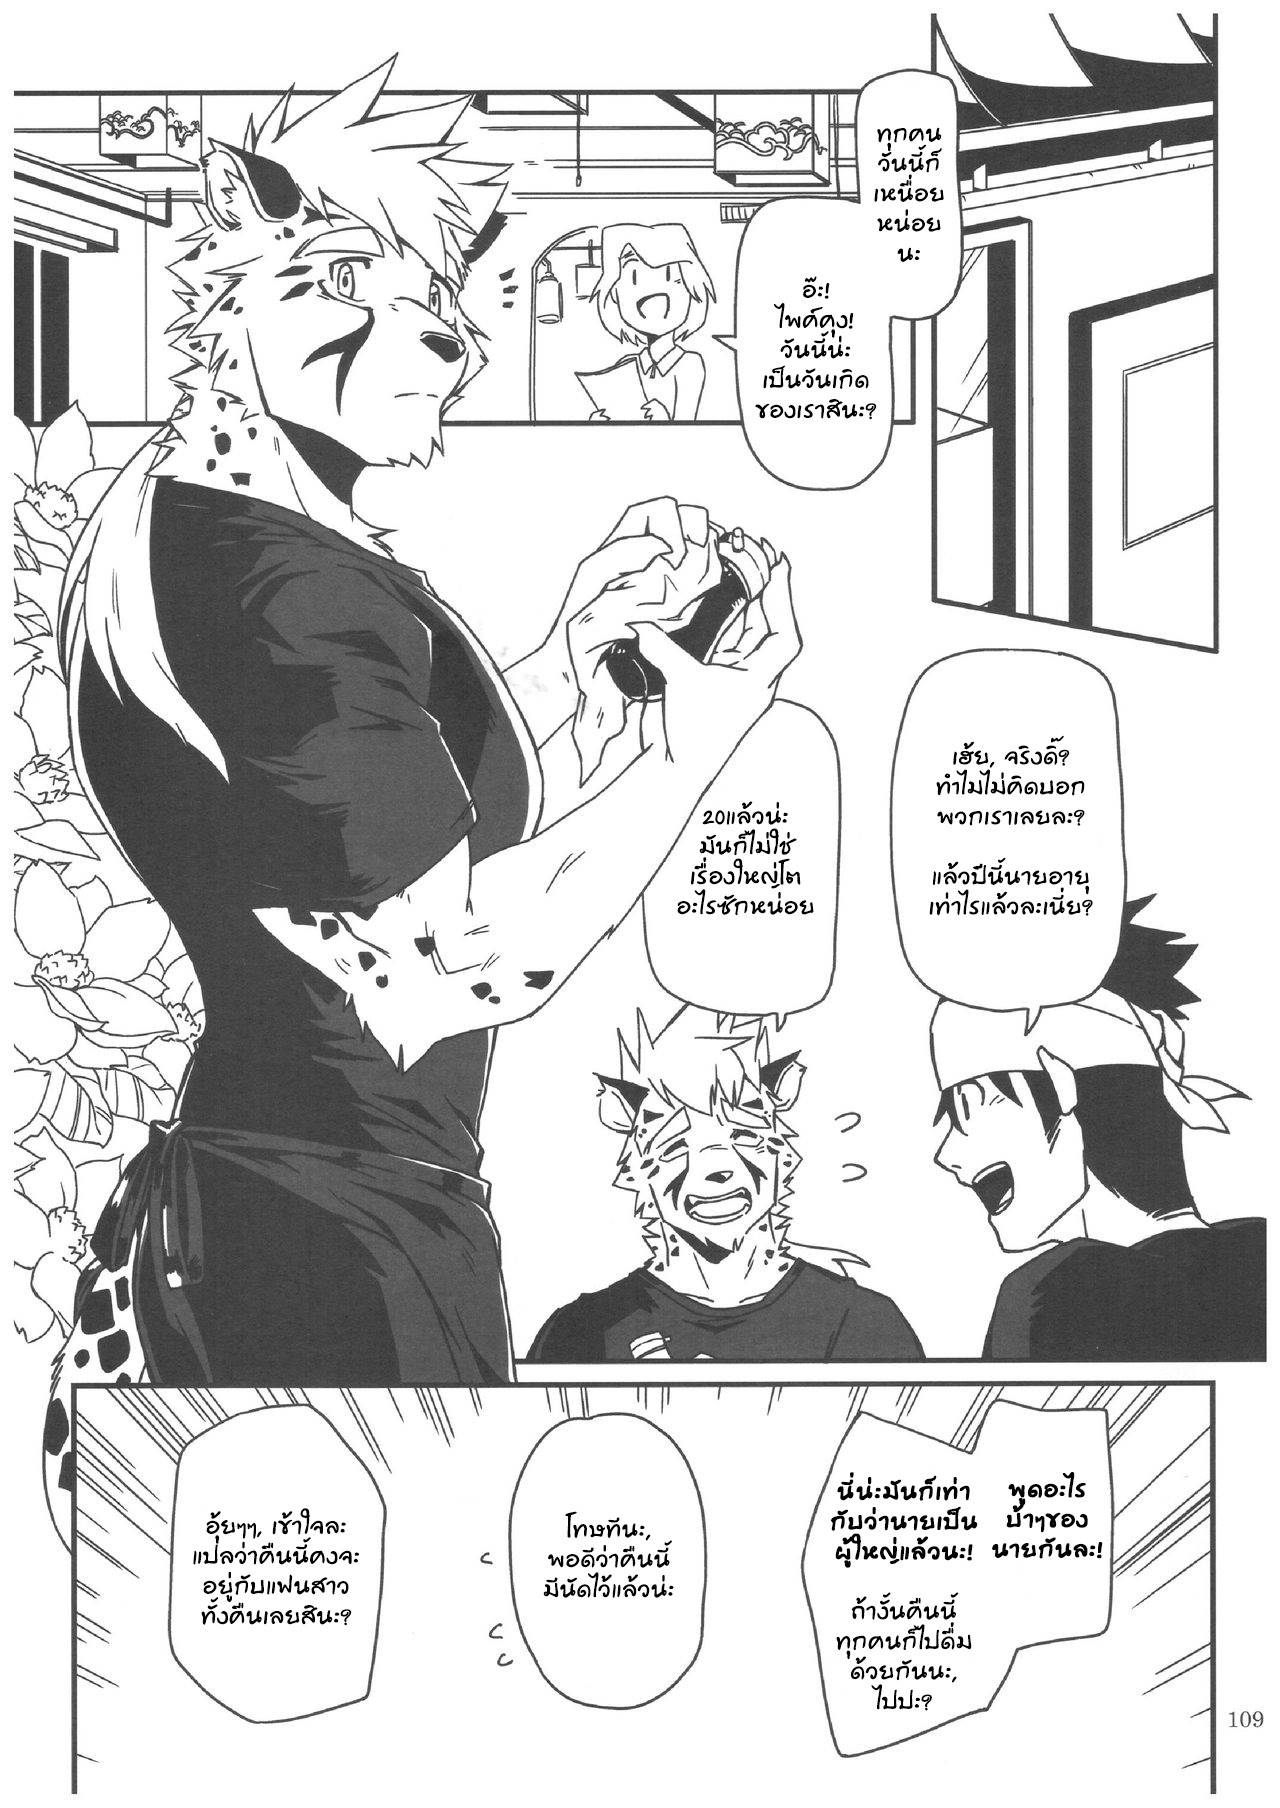 ทุกคน
วันนี้ก็
เหนื่อย
หน่อย
นะ
อ๊ะ!
ไพค์คุง!
วันนี้น่ะ
เป็นวันเกิด
ของเราสินะ?
เฮ้ย, จริงดิ๊?
ทำไมไม่คิดบอก
พวกเราเลยละ?
แล้วปีนี้นายอายุ
เท่าไรแล้วละเนี่ย?
20แล้วน่ะ
มันก็ไม่ใช่
เรื่องใหญ่โต
อะไรซักหน่อย
พูดอะไร
บ้าๆของ
นายกันละ!
นี่น่ะมันก็เท่า
กับว่านายเป็น
ผู้ใหญ่แล้วนะ!
ถ้างั้นคืนนี้
ทุกคนก็ไปดื่ม
ด้วยกันนะ,
ไปปะ?
โทษทีนะ,
พอดีว่าคืนนี้
มีนัดไว้แล้วน่ะ
อุ้ยๆๆ, เข้าใจละ
แปลว่าคืนนี้คงจะ
อยู่กับแฟนสาว
ทั้งคืนเลยสินะ?
109